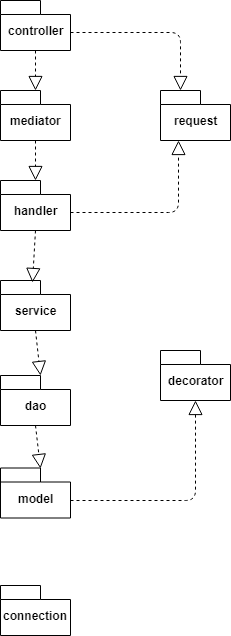 controller
mediator
request
handler
service
decorator
dao
model
connection